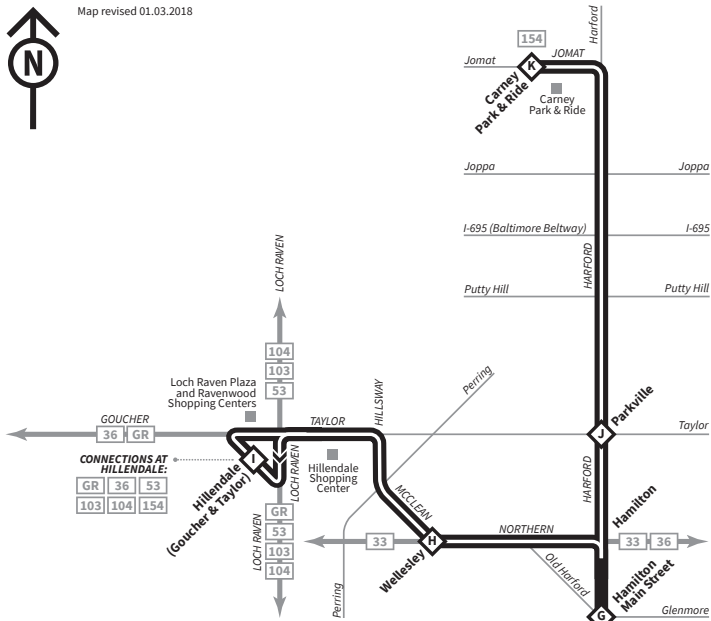 Map revised 01.03.2018
N
154
Jomat
JOMAT
Harford
K
Carney
Park & Ride
Carney
Park & Ride
Joppa
Joppa
I-695 (Baltimore Beltway)
I-695
HARFORD
Putty Hill
Putty Hill
LOCH RAVEN
104
103
53
Loch Raven Plaza
and Ravenwood
Shopping Centers
Perring
HILLSWAY
Parkville
GOUCHER
36
GR
TAYLOR
J
Taylor
CONNECTIONS AT
HILLENDALE:
GR
36
53
103
104
154
I
Hillendale
(Goucher & Taylor)
LOCH RAVEN
Hillendale
Shopping
Center
HARFORD
MCCLEAN
Hamilton
GR
53
103
104
LOCH RAVEN
33
H
Wellesley
NORTHERN
33
36
Old Harford
Hamilton
Main Street
Perring
G
Glenmore